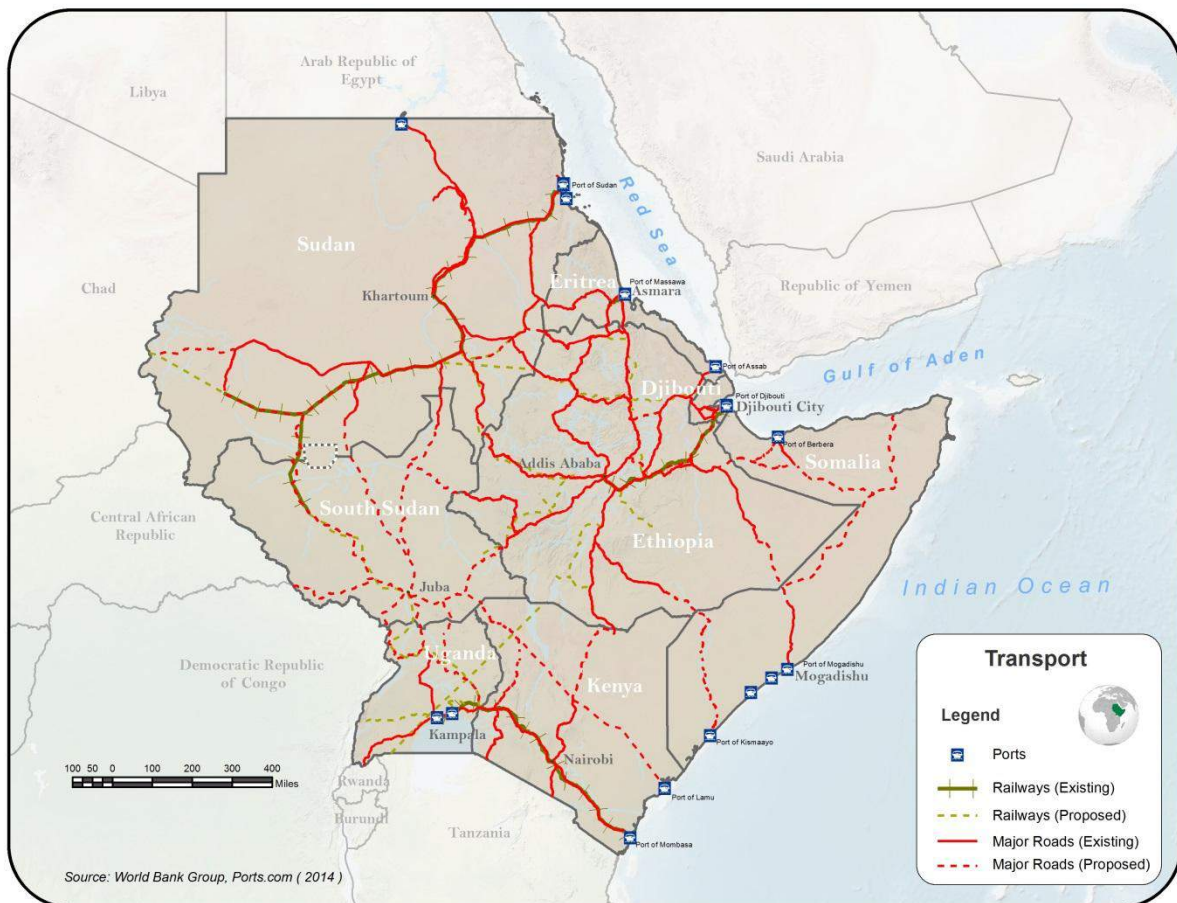 Arab Republic of
Egypt
Libya
Saudi Arabia
Port of Sudan
Red Sea
Sudan
Chad
Khartoum
Eritrea
Port of Massawa
Asmara
Republic of Yemen
Port of Assab
Gulf of Aden
Djibouti
Port of Djibouti
Djibouti City
Port of Berbera
Somalia
Addis Ababa
South Sudan
Central African
Republic
Ethiopia
Indian Ocean
Juba
Uganda
Democratic Republic
of Congo
Kenya
Port of Mogadishu
Mogadishu
Kampala
Port of Kismaayo
Nairobi
Port of Lamu
Rwanda
Burundi
Tanzania
Port of Mombasa
100 50 0 100 200 300 400
Miles
Source: World Bank Group, Ports.com ( 2014 )
Transport
Legend
Ports
Railways (Existing)
Railways (Proposed)
Major Roads (Existing)
Major Roads (Proposed)